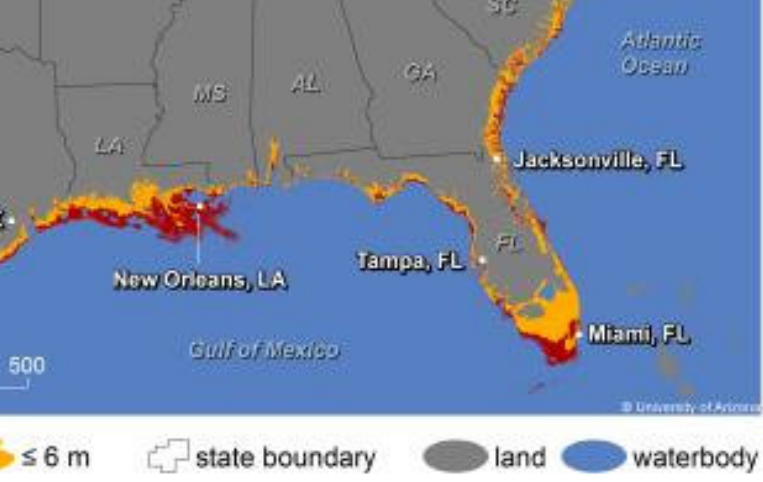 SC
Atlantic
Ocean
MS
AL
GA
LA
Jacksonville, FL
FL
Tampa, FL
New Orleans, LA
Miami, FL
Gulf of Mexico
500
© University of Arizona
≤ 6 m
state boundary
land
waterbody